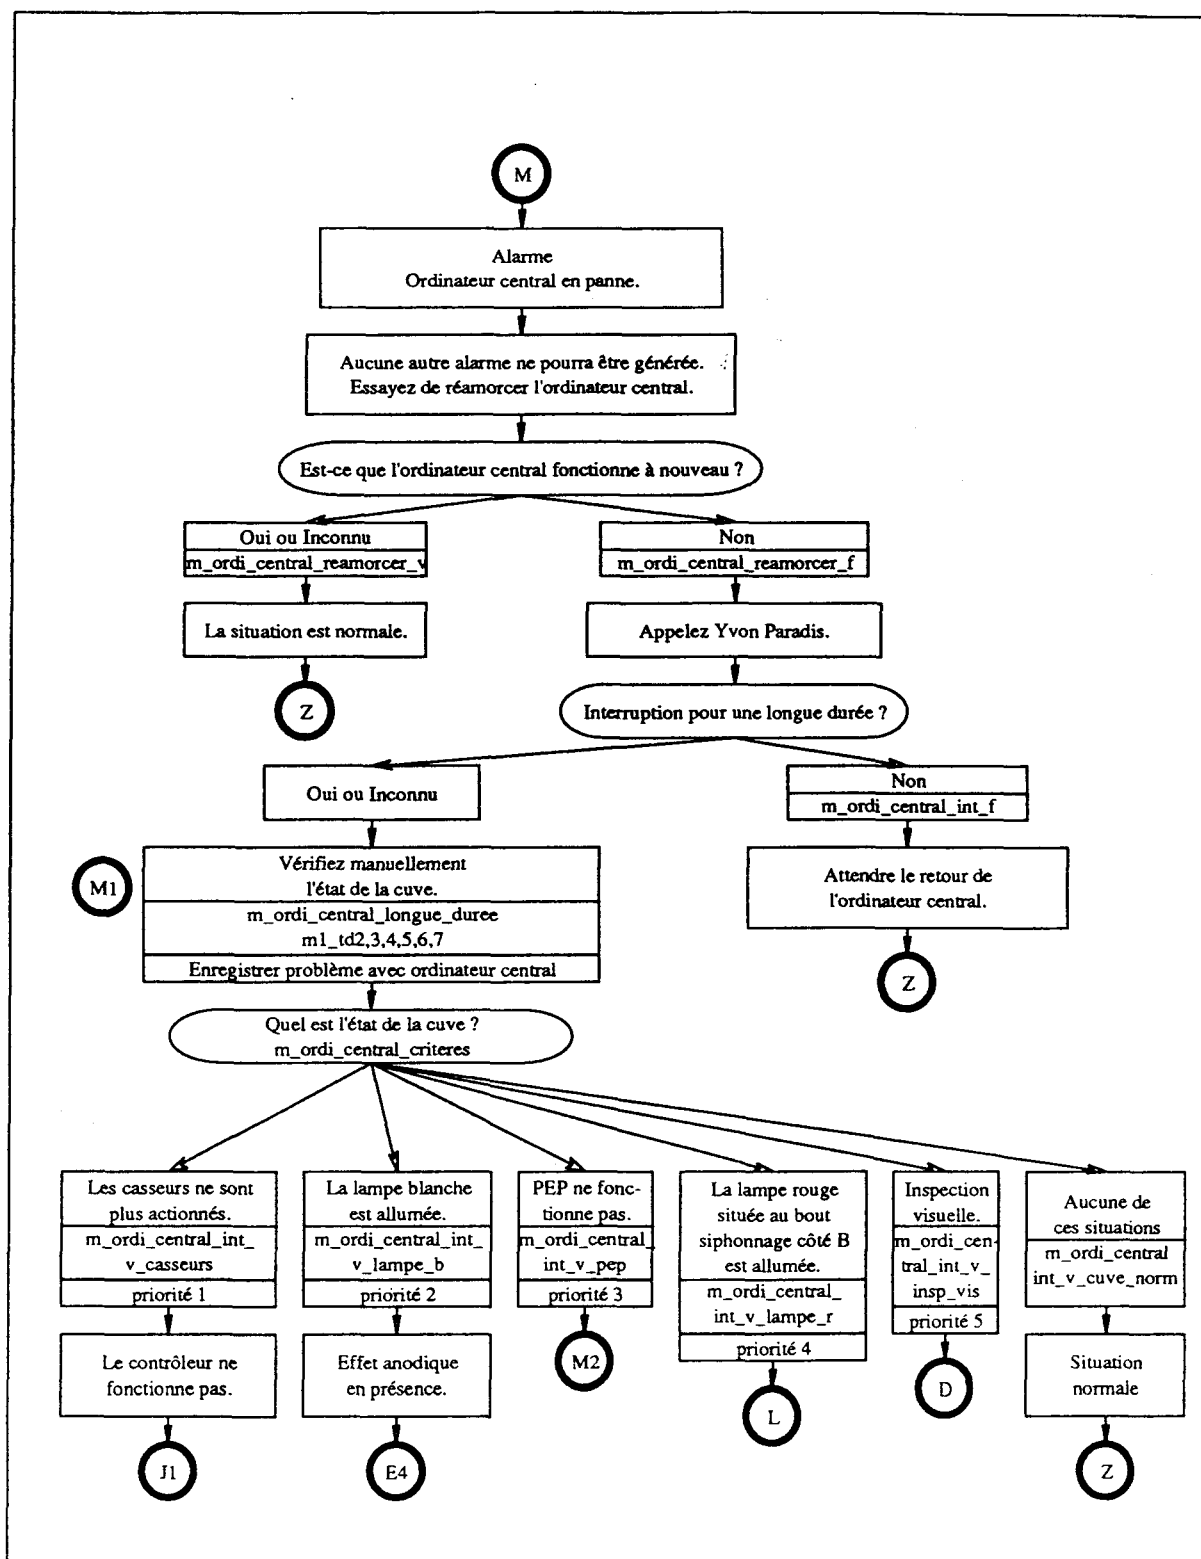 M
Alarme
Ordinateur central en panne.
Aucune autre alarme ne pourra être générée.
Essayez de réamorcer l'ordinateur central.
Est-ce que l'ordinateur central fonctionne à nouveau ?
Oui ou Inconnu
m_ordi_central_reamorcer_v
Non
m_ordi_central_reamorcer_f
La situation est normale.
Appelez Yvon Paradis.
Z
Interruption pour une longue durée ?
Oui ou Inconnu
Non
m_ordi_central_int_f
M1
Vérifiez manuellement
l'état de la cuve.
m_ordi_central_longue_duree
m1_td2,3,4,5,6,7
Enregistrer problème avec ordinateur central
Attendre le retour de
l'ordinateur central.
Z
Quel est l'état de la cuve ?
m_ordi_central_criteres
Les casseurs ne sont
plus actionnés.
m_ordi_central_int_
v_casseurs
priorité 1
La lampe blanche
est allumée.
m_ordi_central_int_
v_lampe_b
priorité 2
PEP ne fonc-
tionne pas.
m_ordi_central_
int_v_pep
priorité 3
La lampe rouge
située au bout
siphonnage côté B
est allumée.
m_ordi_central_
int_v_lampe_r
priorité 4
Inspection
visuelle.
m_ordi_cen-
tral_int_v_
insp_vis
priorité 5
Aucune de
ces situations
m_ordi_central
int_v_cuve_norm
Le contrôleur ne
fonctionne pas.
Effet anodique
en présence.
M2
L
D
Situation
normale
J1
E4
Z